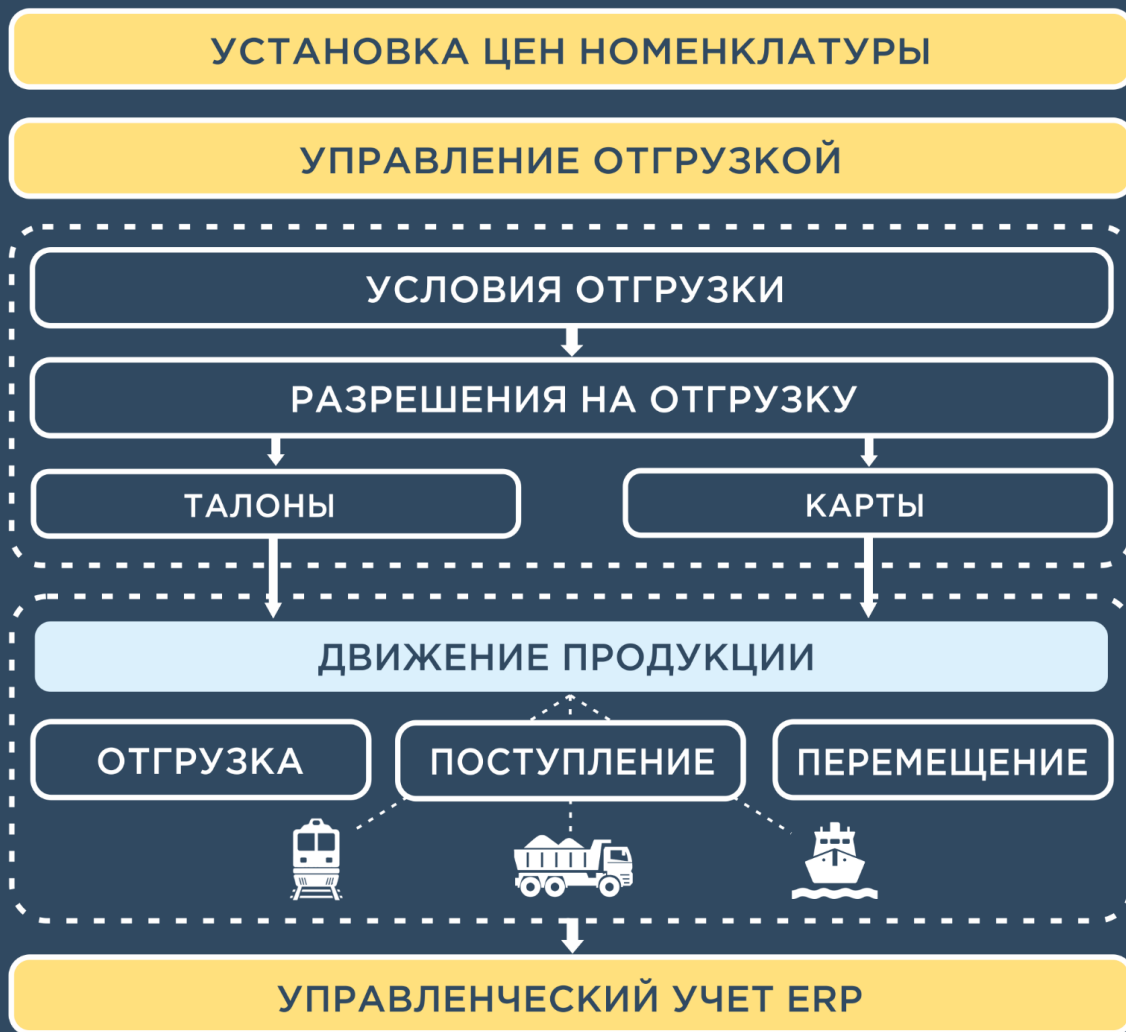 УСТАНОВКА ЦЕН НОМЕНКЛАТУРЫ
УПРАВЛЕНИЕ ОТГРУЗКОЙ
УСЛОВИЯ ОТГРУЗКИ
РАЗРЕШЕНИЯ НА ОТГРУЗКУ
ТАЛОНЫ
КАРТЫ
ДВИЖЕНИЕ ПРОДУКЦИИ
ОТГРУЗКА
ПОСТУПЛЕНИЕ
ПЕРЕМЕЩЕНИЕ
УПРАВЛЕНЧЕСКИЙ УЧЕТ ERP